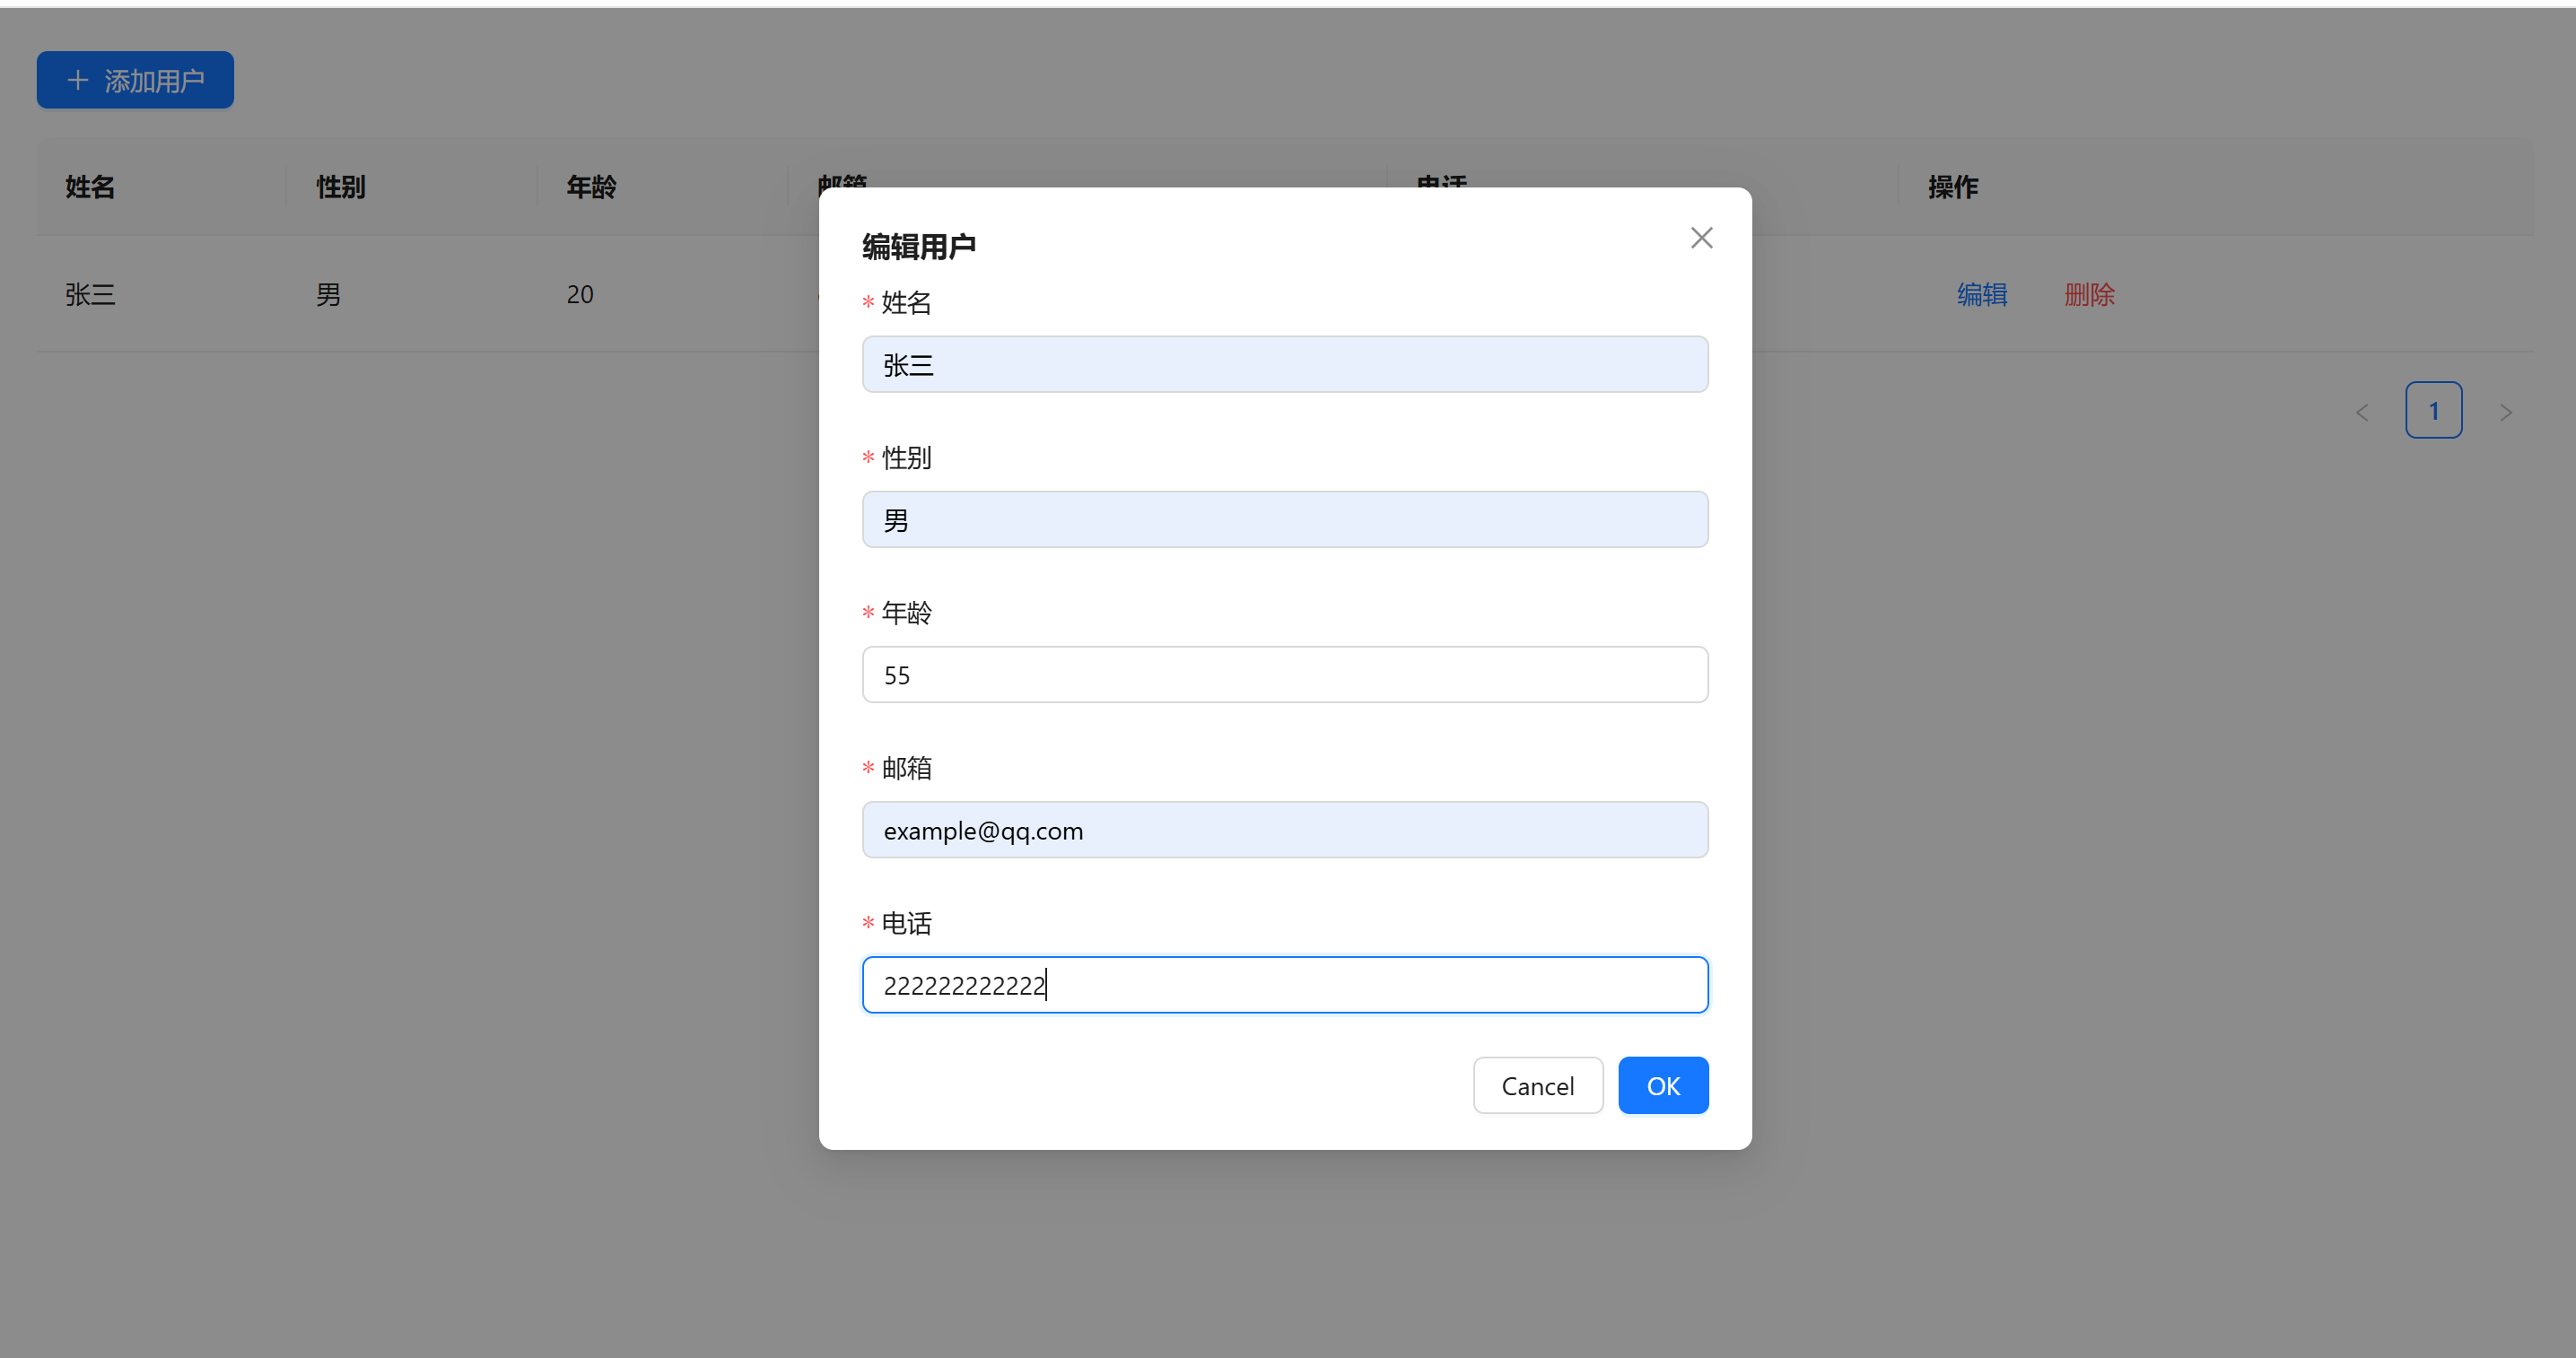 添加用户
姓名 性别 年龄 邮箱 电话 操作
张三 男 20 编辑 删除
1
编辑用户
* 姓名
张三
* 性别
男
* 年龄
55
* 邮箱
example@qq.com
* 电话
222222222222
Cancel OK